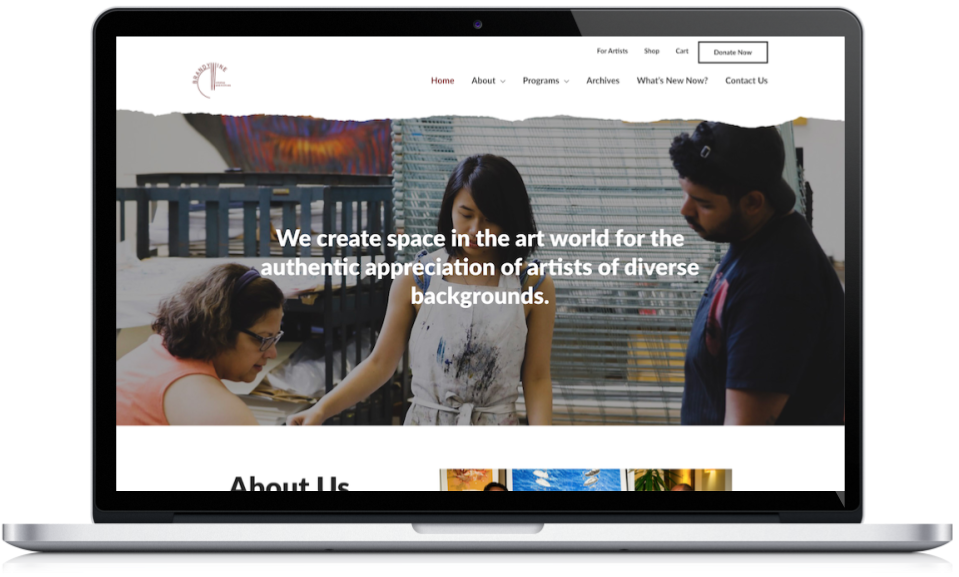 For Artists Shop Cart Donate Now
BRANDYWINE
Home About Programs Archives What's New Now? Contact Us
We create space in the art world for the
authentic appreciation of artists of diverse
backgrounds.
About Us